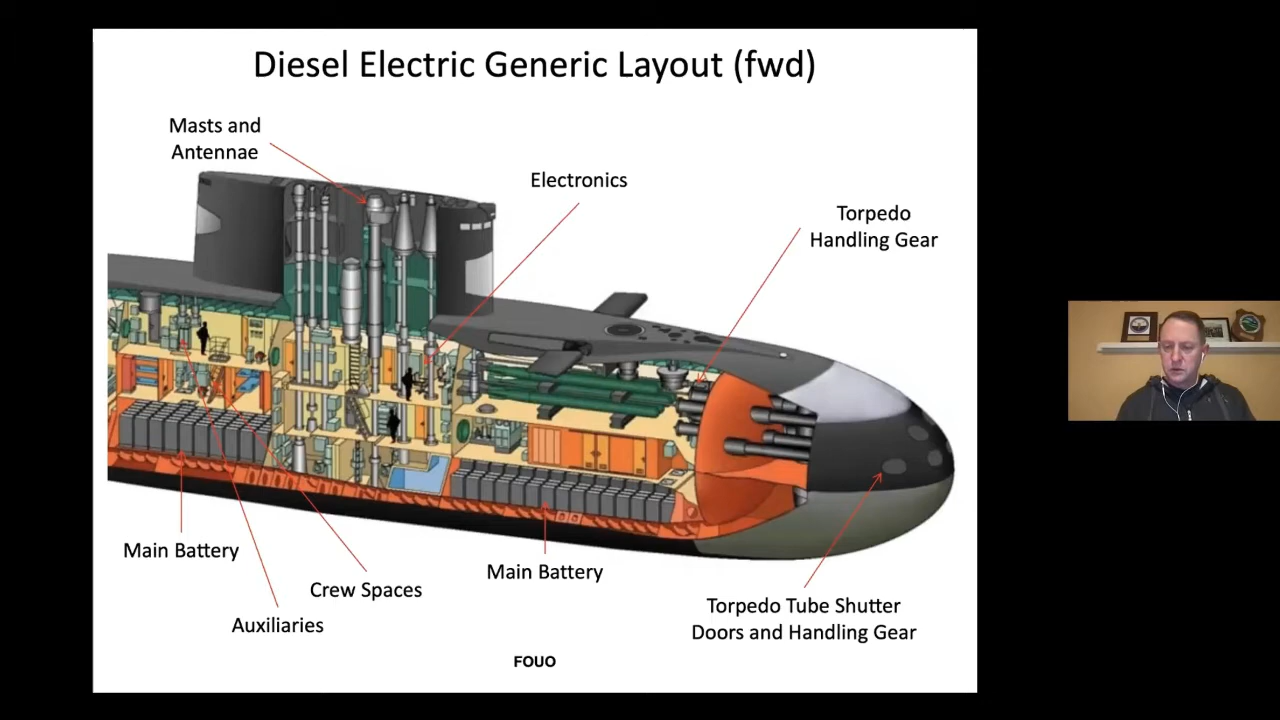 Diesel Electric Generic Layout (fwd)
Masts and
Antennae
Electronics
Torpedo
Handling Gear
Main Battery
Crew Spaces
Auxiliaries
Main Battery
Torpedo Tube Shutter
Doors and Handling Gear
FOUO